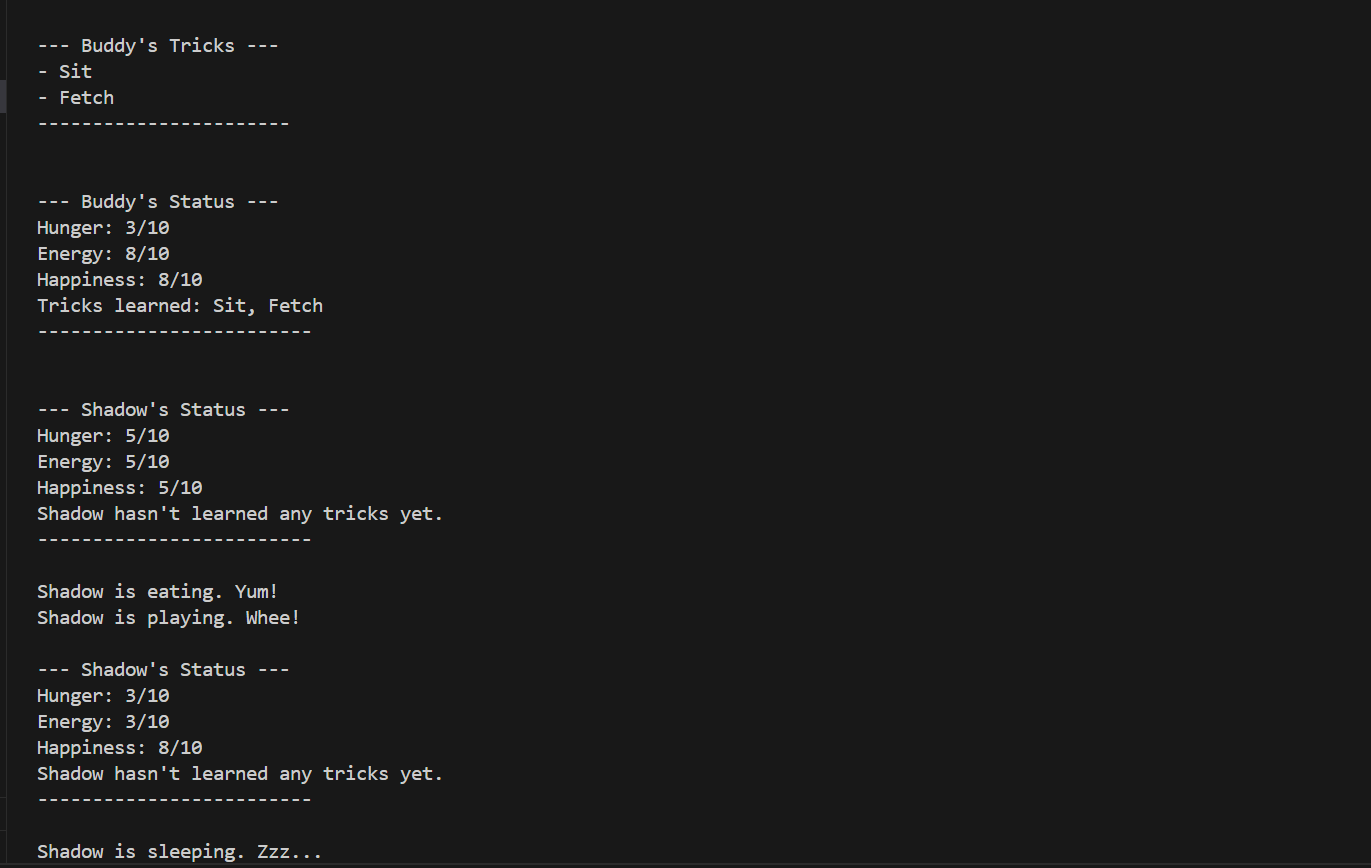 --- Buddy's Tricks ---
- Sit
- Fetch
-----------------------
--- Buddy's Status ---
Hunger: 3/10
Energy: 8/10
Happiness: 8/10
Tricks learned: Sit, Fetch
-------------------------
--- Shadow's Status ---
Hunger: 5/10
Energy: 5/10
Happiness: 5/10
Shadow hasn't learned any tricks yet.
-------------------------
Shadow is eating. Yum!
Shadow is playing. Whee!
--- Shadow's Status ---
Hunger: 3/10
Energy: 3/10
Happiness: 8/10
Shadow hasn't learned any tricks yet.
-------------------------
Shadow is sleeping. Zzz...